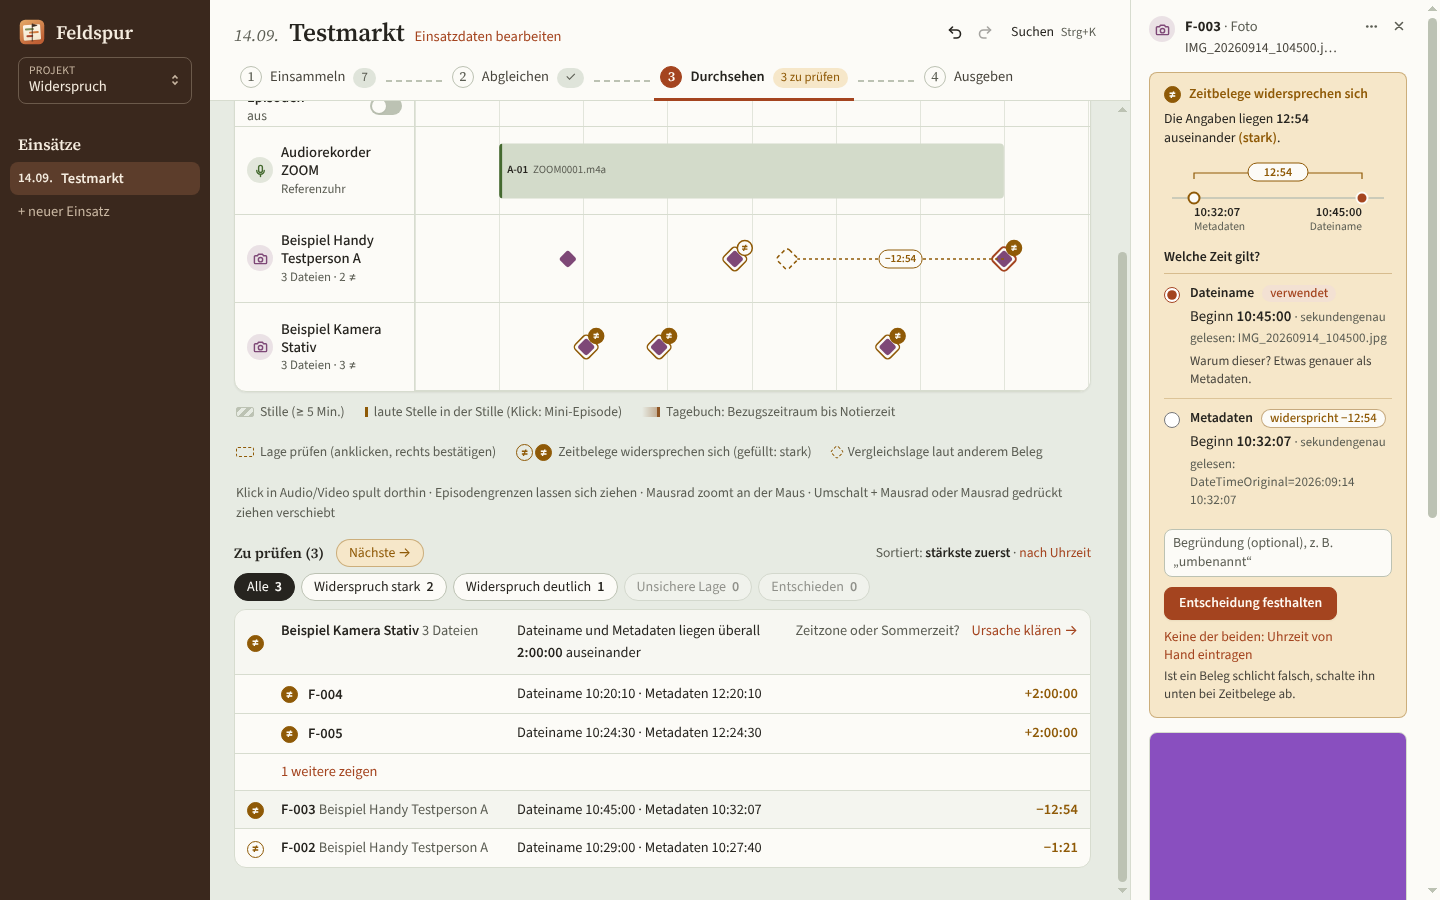 Feldspur
PROJEKT
Widerspruch
Einsätze
14.09. Testmarkt
+ neuer Einsatz
14.09. Testmarkt Einsatzdaten bearbeiten
Suchen Strg+K
1 Einsammeln 7
2 Abgleichen
3 Durchsehen 3 zu prüfen
4 Ausgeben
aus
Audiorekorder
ZOOM
Referenzuhr
A-01 ZOOM0001.m4a
Beispiel Handy
Testperson A
3 Dateien · 2 ≠
≠
−12:54
≠
Beispiel Kamera
Stativ
3 Dateien · 3 ≠
≠
≠
≠
Stille (≥ 5 Min.)
laute Stelle in der Stille (Klick: Mini-Episode)
Tagebuch: Bezugszeitraum bis Notierzeit
Lage prüfen (anklicken, rechts bestätigen)
≠ ≠ Zeitbelege widersprechen sich (gefüllt: stark)
Vergleichslage laut anderem Beleg
Klick in Audio/Video spult dorthin · Episodengrenzen lassen sich ziehen · Mausrad zoomt an der Maus · Umschalt + Mausrad oder Mausrad gedrückt
ziehen verschiebt
Zu prüfen (3) Nächste →
Sortiert: stärkste zuerst · nach Uhrzeit
Alle 3
Widerspruch stark 2
Widerspruch deutlich 1
Unsichere Lage 0
Entschieden 0
≠ Beispiel Kamera Stativ 3 Dateien
Dateiname und Metadaten liegen überall
2:00:00 auseinander
Zeitzone oder Sommerzeit? Ursache klären →
≠ F-004 Dateiname 10:20:10 · Metadaten 12:20:10 +2:00:00
≠ F-005 Dateiname 10:24:30 · Metadaten 12:24:30 +2:00:00
1 weitere zeigen
≠ F-003 Beispiel Handy Testperson A Dateiname 10:45:00 · Metadaten 10:32:07 −12:54
≠ F-002 Beispiel Handy Testperson A Dateiname 10:29:00 · Metadaten 10:27:40 −1:21
F-003 · Foto
IMG_20260914_104500.j…
≠ Zeitbelege widersprechen sich
Die Angaben liegen 12:54
auseinander (stark).
12:54
10:32:07 10:45:00
Metadaten Dateiname
Welche Zeit gilt?
Dateiname verwendet
Beginn 10:45:00 · sekundengenau
gelesen: IMG_20260914_104500.jpg
Warum dieser? Etwas genauer als
Metadaten.
Metadaten widerspricht −12:54
Beginn 10:32:07 · sekundengenau
gelesen:
DateTimeOriginal=2026:09:14
10:32:07
Begründung (optional), z. B.
„umbenannt“
Entscheidung festhalten
Keine der beiden: Uhrzeit von
Hand eintragen
Ist ein Beleg schlicht falsch, schalte ihn
unten bei Zeitbelege ab.